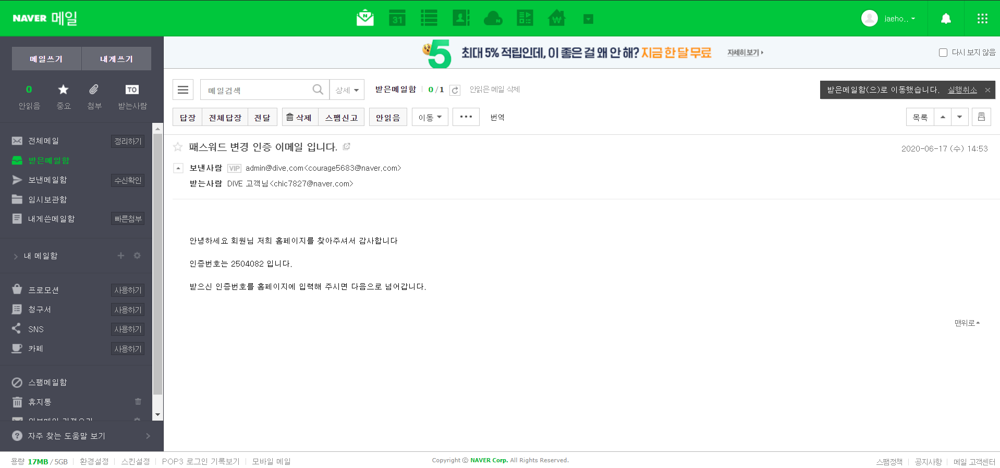 NAVER 메일
31
jaeho..
메일쓰기
내게쓰기
최대 5% 적립인데, 이 좋은 걸 왜 안 해? 지금 한 달 무료
자세히 보기
다시 보지 않음
0
TO
안읽음
중요
첨부
받는사람
메일검색
상세
받은메일함
0/1
안읽은 메일 삭제
받은메일함(으)로 이동했습니다.
실행취소
답장
전체답장
전달
삭제
스팸신고
안읽음
이동
번역
목록
전체메일
정리하기
받은메일함
보낸메일함
수신확인
임시보관함
내게쓴메일함
빠른첨부
내 메일함
프로모션
사용하기
청구서
사용하기
SNS
사용하기
카페
사용하기
스팸메일함
휴지통
자주 찾는 도움말 보기
패스워드 변경 인증 이메일 입니다.
2020-06-17 (수) 14:53
보낸사람 VIP admin@dive.com<courage5683@naver.com>
받는사람 DIVE 고객님<chic7827@naver.com>
안녕하세요 회원님 저희 홈페이지를 찾아주셔서 감사합니다
인증번호는 2504082 입니다.
받으신 인증번호를 홈페이지에 입력해 주시면 다음으로 넘어갑니다.
맨위로
용량 17MB / 5GB
환경설정
스킨설정
POP3 로그인 기록보기
모바일 메일
Copyright ⓒ NAVER Corp. All Rights Reserved.
스팸정책
공지사항
메일 고객센터